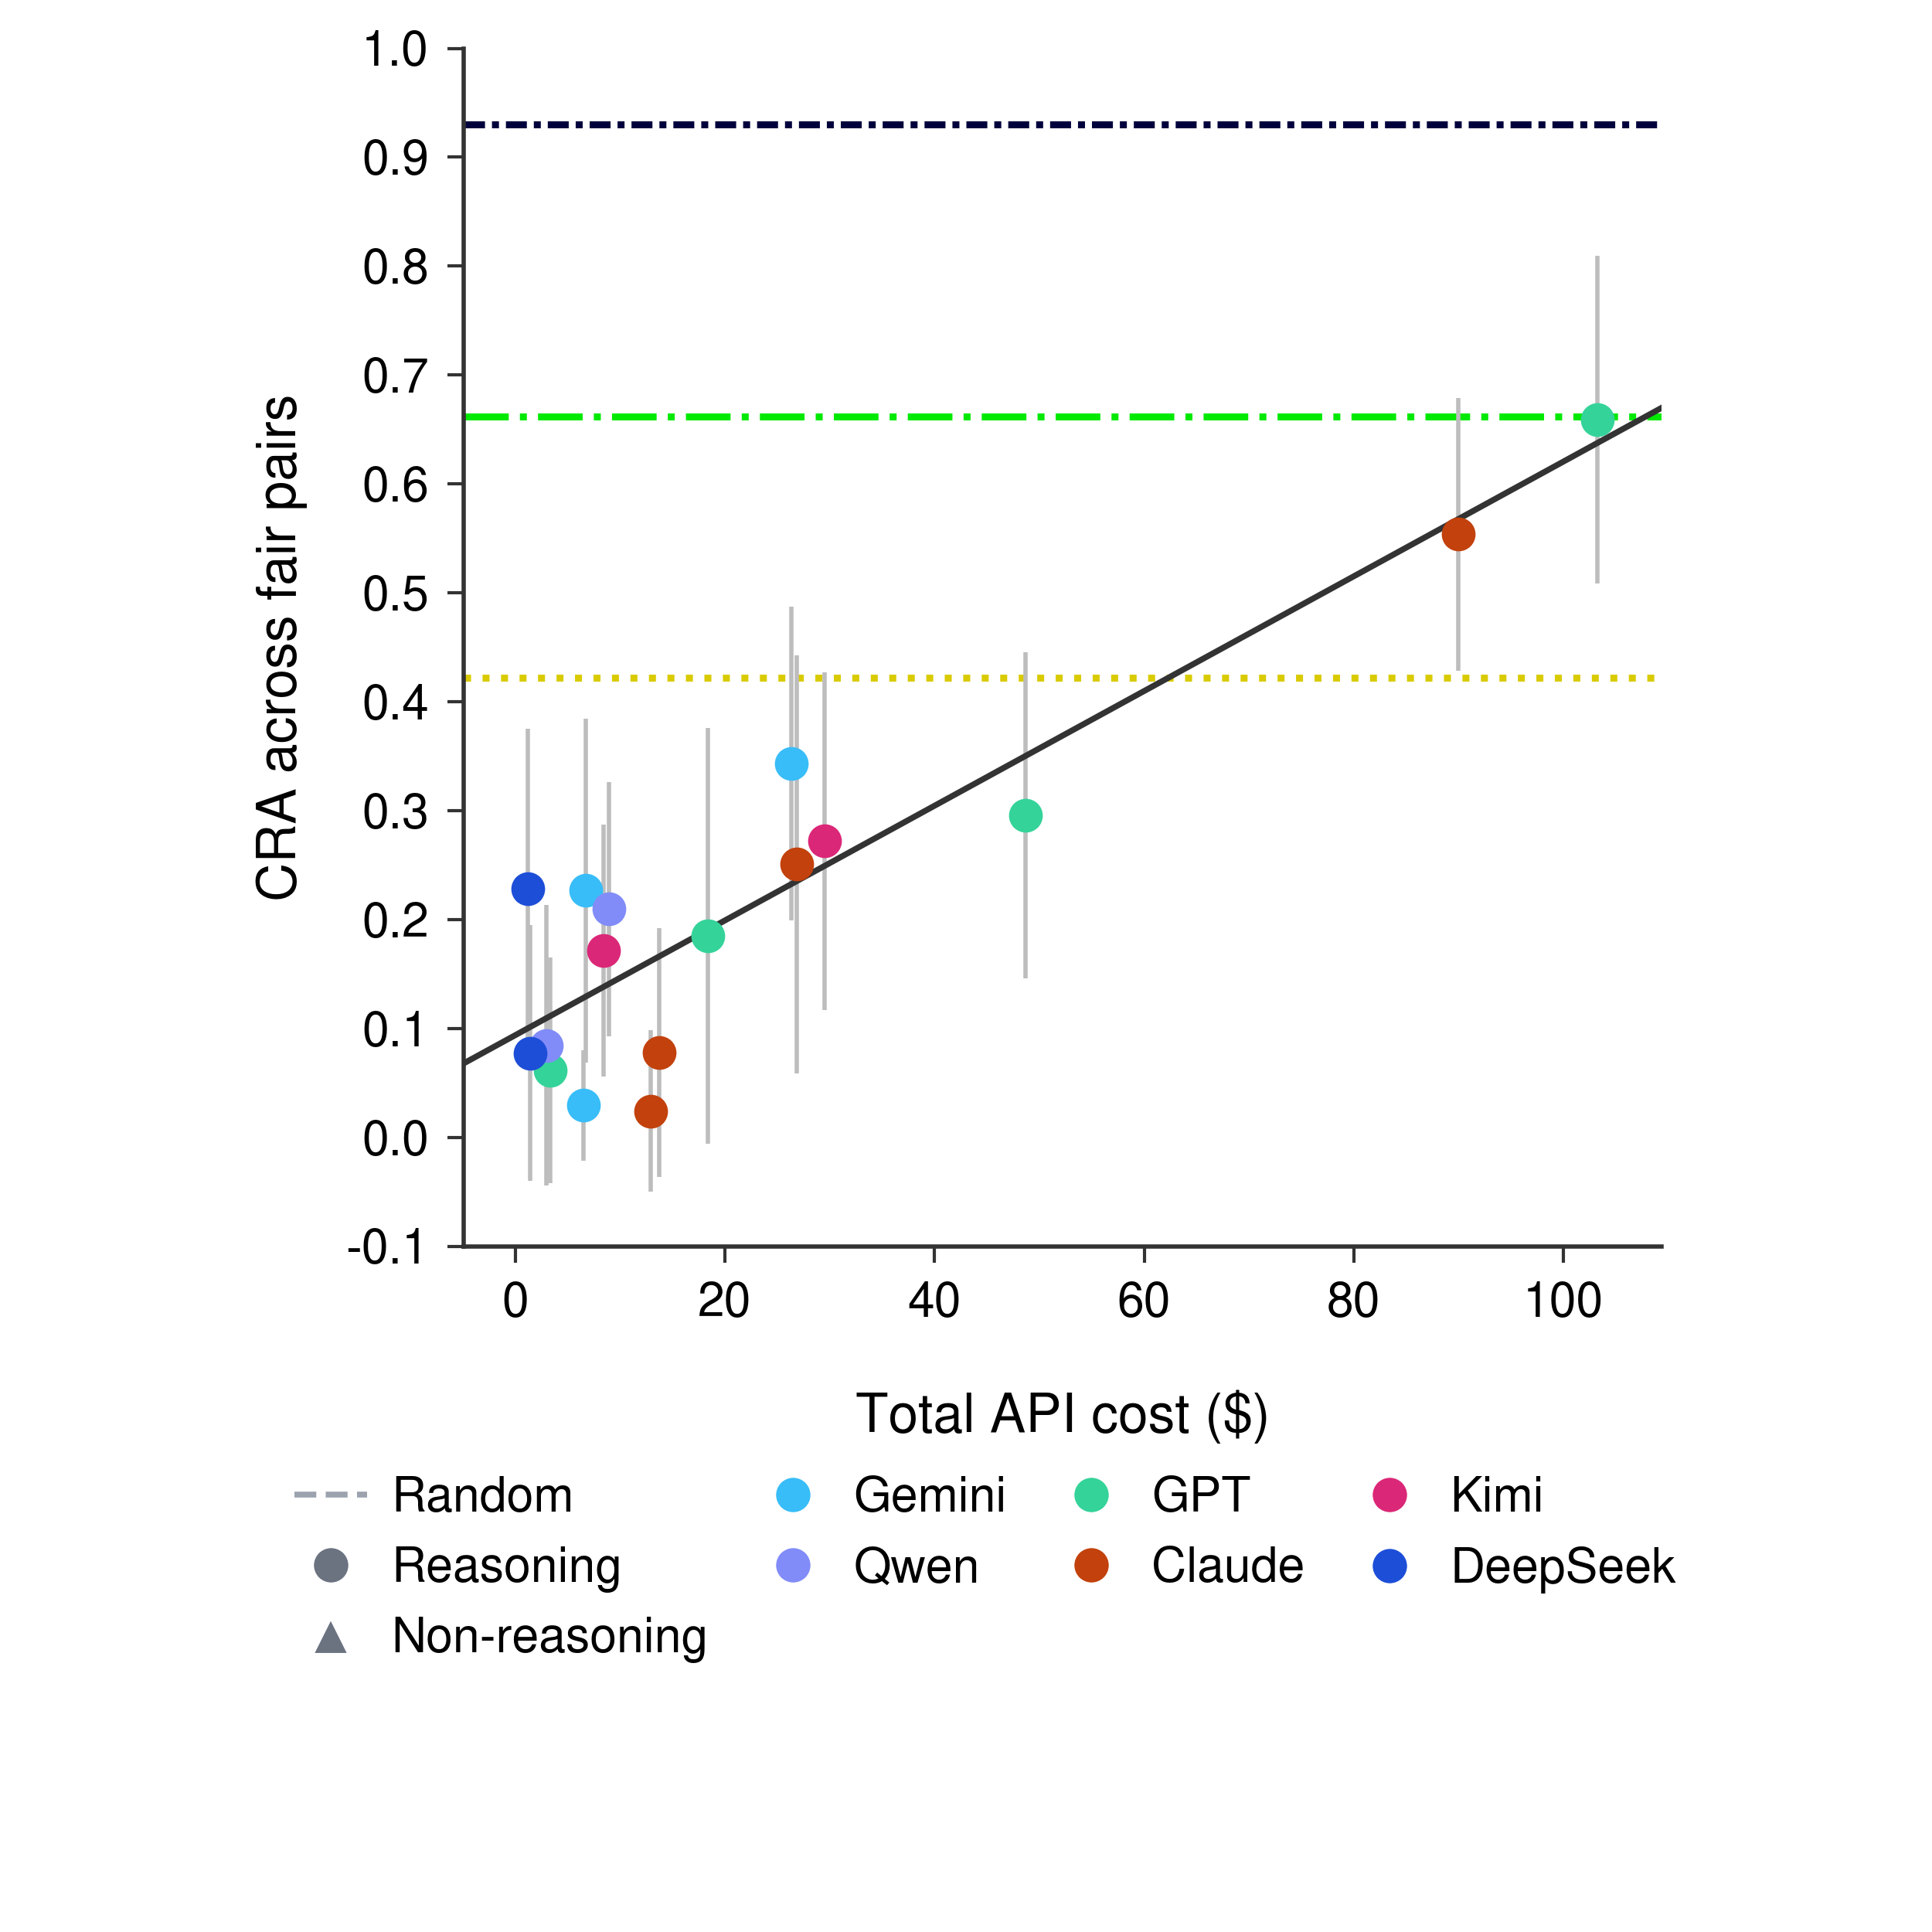 1.0
0.9
0.8
0.7
0.6
0.5
0.4
0.3
0.2
0.1
0.0
-0.1
CRA across fair pairs
0 20 40 60 80 100
Total API cost ($)
Random Gemini GPT Kimi
Reasoning Qwen Claude DeepSeek
Non-reasoning